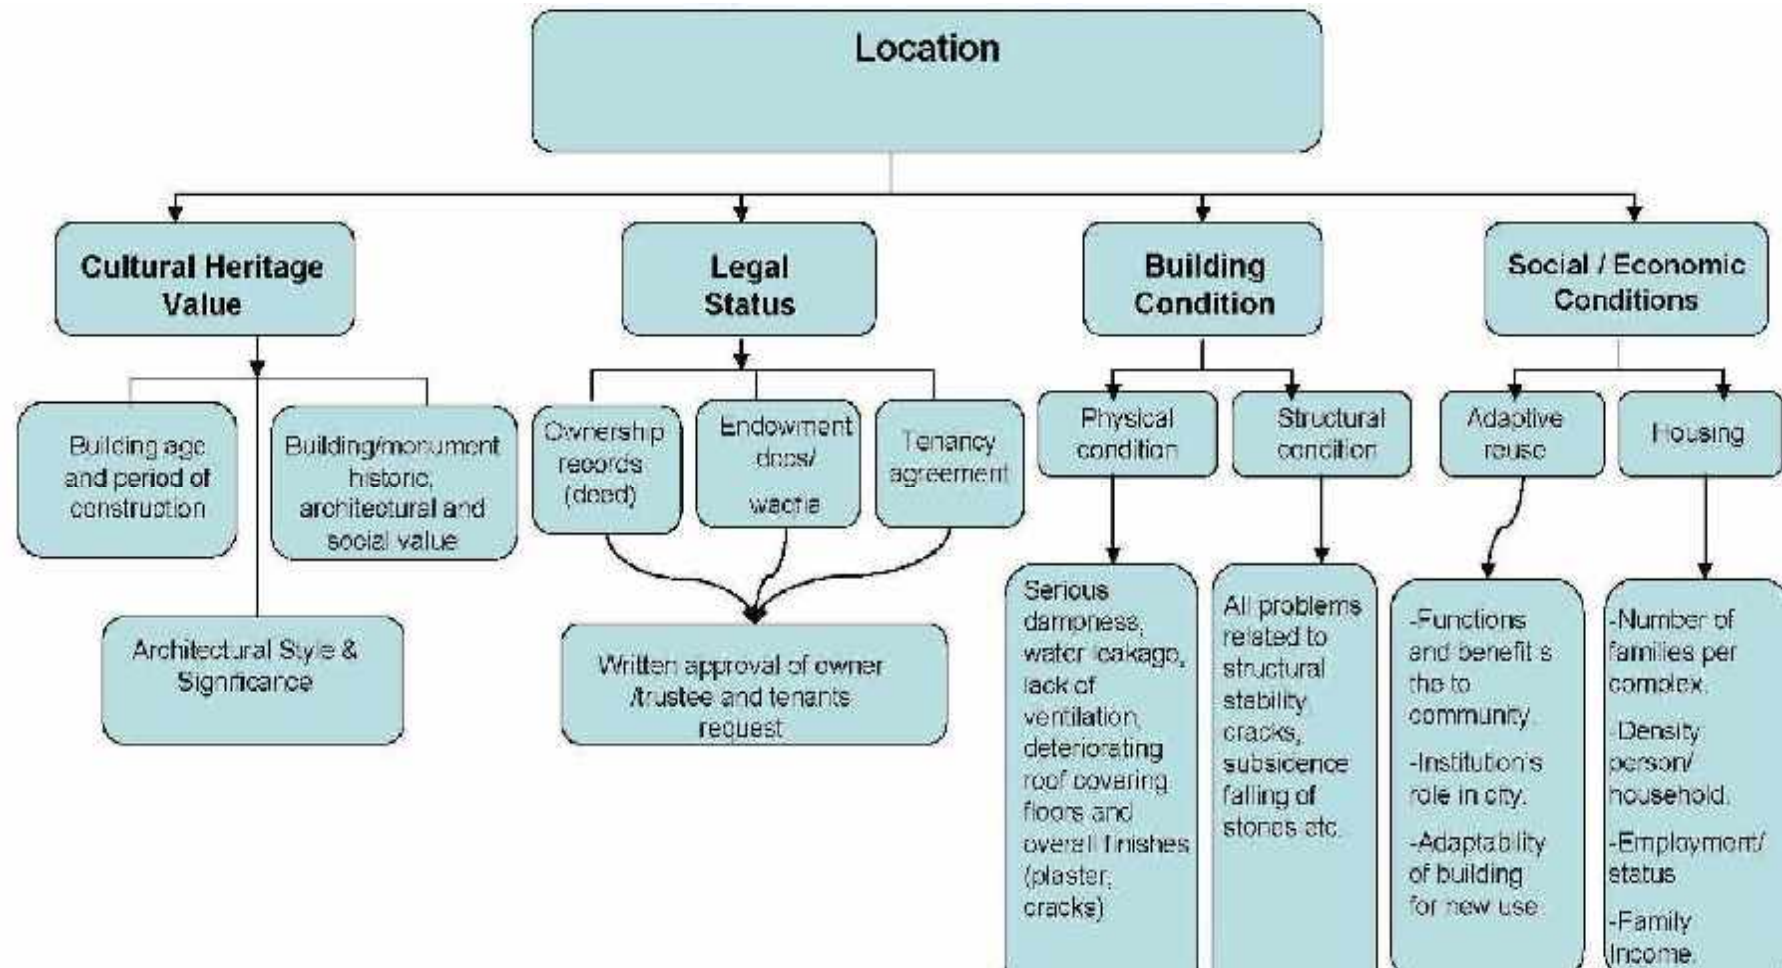 Location
Cultural Heritage
Value
Legal
Status
Building
Condition
Social / Economic
Conditions
Building age
and period of
construction
Building/monument
historic,
architectural and
social value
Architectural Style &
Significance
Ownership
records
(deed)
Endowment
docs/
waqfia
Tenancy
agreement
Written approval of owner
/trustee and tenants
request
Physical
condition
Structural
condition
Adaptive
reuse
Housing
Serious
dampness,
water leakage,
lack of
ventilation,
deteriorating
roof covering
floors and
overall finishes
(plaster,
cracks)
All problems
related to
structural
stability
cracks,
subsidence
falling of
stones etc.
-Functions
and benefit s
the to
community.
-Institution's
role in city.
-Adaptability
of building
for new use
-Number of
families per
complex.
-Density
person/
household.
-Employment/
status
-Family
Income.